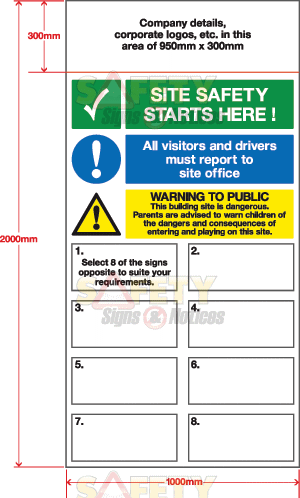 Company details,
corporate logos, etc. in this
area of 950mm x 300mm
300mm
SITE SAFETY
STARTS HERE !
All visitors and drivers
must report to
site office
WARNING TO PUBLIC
This building site is dangerous.
Parents are advised to warn children of
the dangers and consequences of
entering and playing on this site.
2000mm
1.
Select 8 of the signs
opposite to suite your
requirements.
2.
SAFETY
Signs & Notices
3.
4.
5.
6.
7.
8.
1000mm
SAFETY